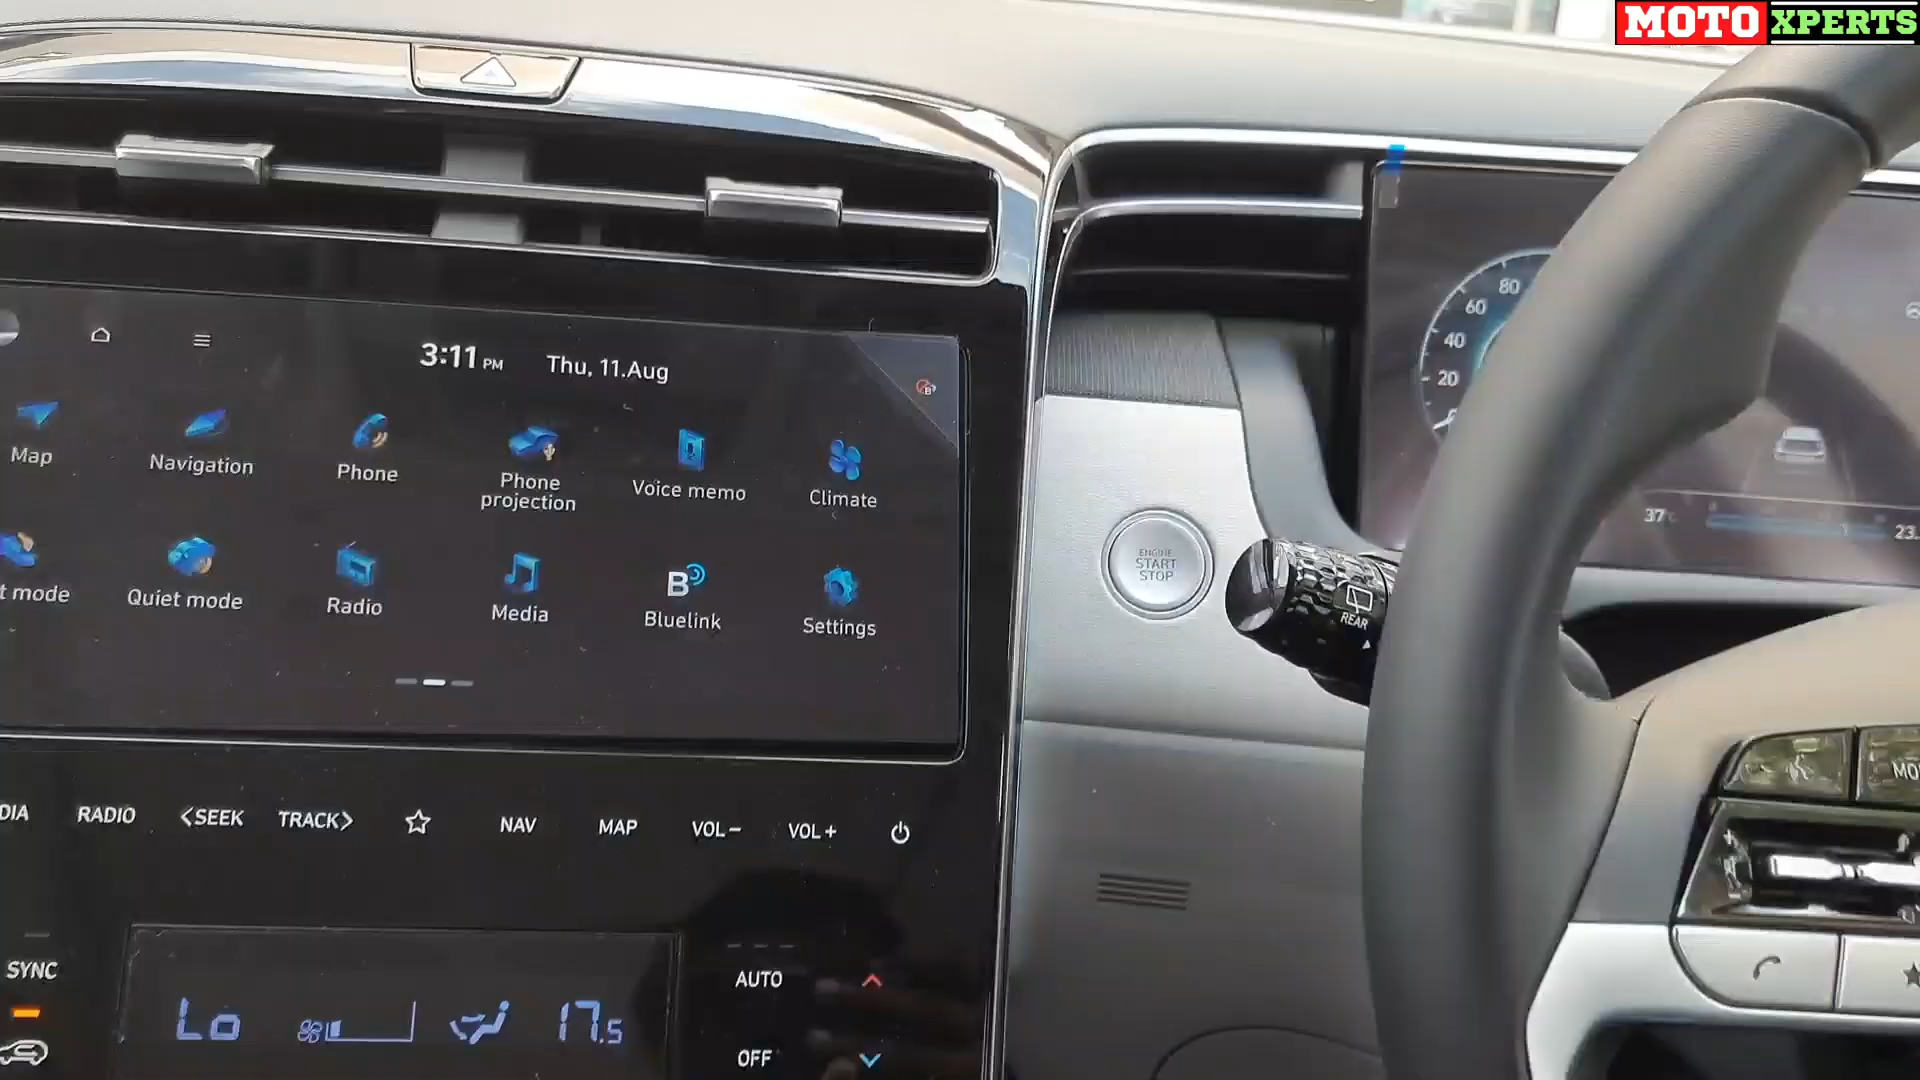 MOTO XPERTS
3:11 PM Thu, 11.Aug
Map
Navigation
Phone
Phone
projection
Voice memo
Climate
t mode
Quiet mode
Radio
Media
Bluelink
Settings
DIA
RADIO
<SEEK
TRACK>
NAV
MAP
VOL−
VOL+
SYNC
Lo
17.5
AUTO
OFF
ENGINE
START
STOP
REAR
80
60
40
20
37°C
23.
MO